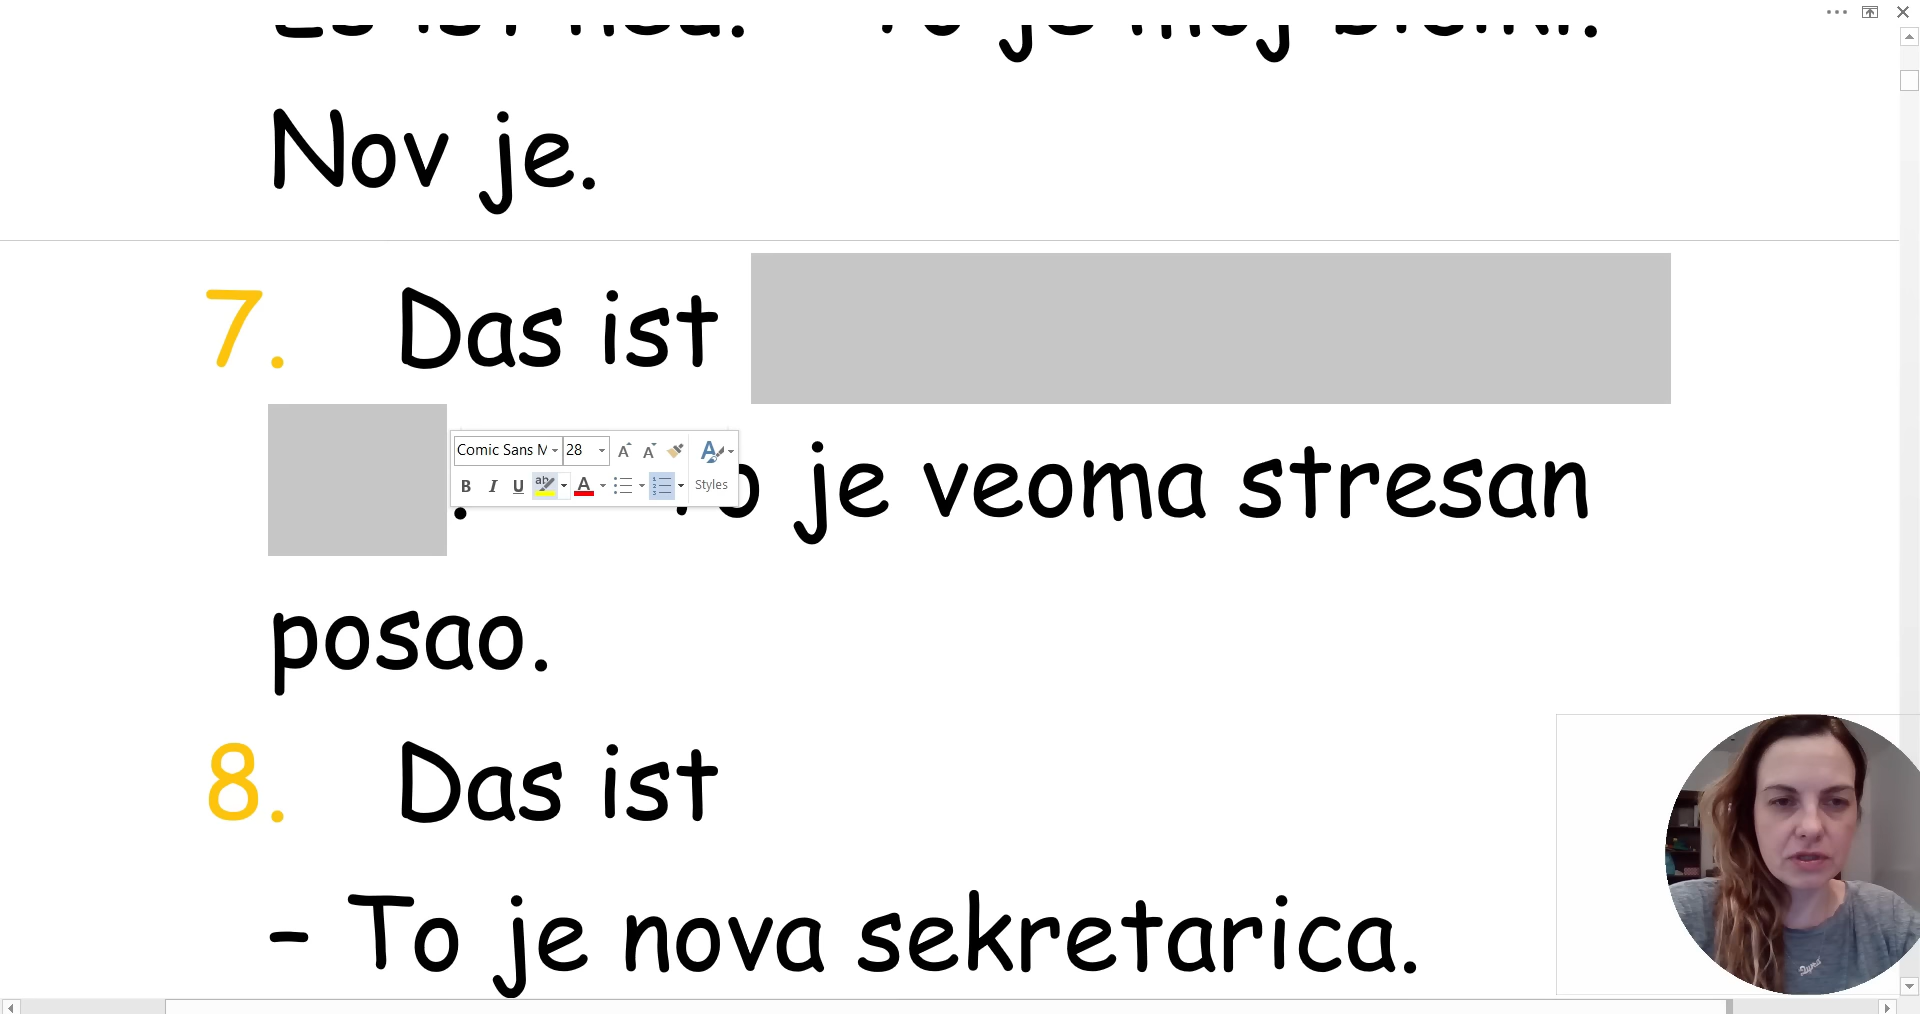 Nov je.
7. Das ist
Comic Sans M 28
. je veoma stresan
B I U Styles
posao.
8. Das ist
- To je nova sekretarica.